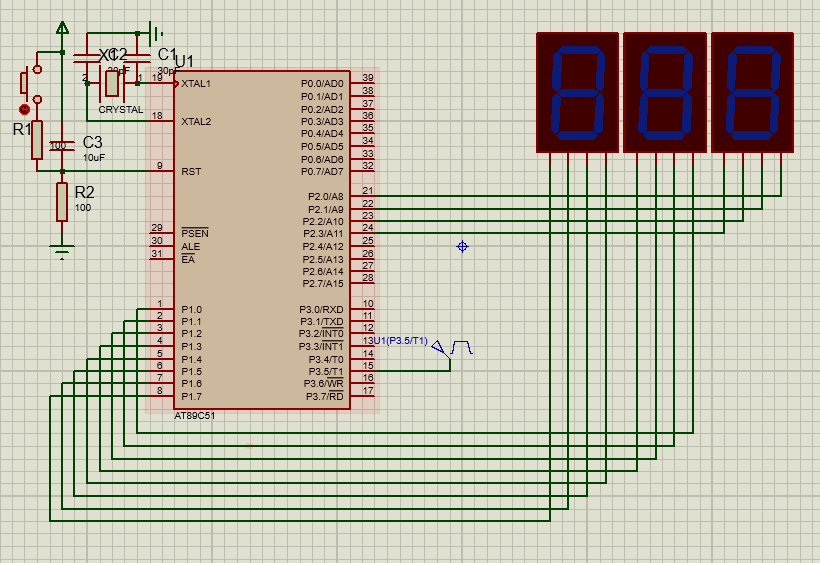 X1
C2
C1
30pF
30pF
U1
2
1
CRYSTAL
R1
100
C3
10uF
R2
100
19 XTAL1 P0.0/AD0 39
P0.1/AD1 38
P0.2/AD2 37
18 XTAL2 P0.3/AD3 36
P0.4/AD4 35
P0.5/AD5 34
P0.6/AD6 33
9 RST P0.7/AD7 32
P2.0/A8 21
P2.1/A9 22
P2.2/A10 23
29 PSEN P2.3/A11 24
30 ALE P2.4/A12 25
31 EA P2.5/A13 26
P2.6/A14 27
P2.7/A15 28
1 P1.0 P3.0/RXD 10
2 P1.1 P3.1/TXD 11
3 P1.2 P3.2/INT0 12
4 P1.3 P3.3/INT1 13
5 P1.4 P3.4/T0 14
6 P1.5 P3.5/T1 15
7 P1.6 P3.6/WR 16
8 P1.7 P3.7/RD 17
U1(P3.5/T1)
AT89C51